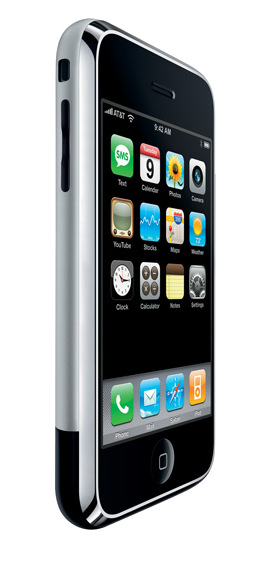 AT&T 9:42 AM
SMS
Tuesday
9
73°
Text Calendar Photos Camera
YouTube Stocks Maps Weather
Clock Calculator Notes Settings
Phone Mail Safari iPod